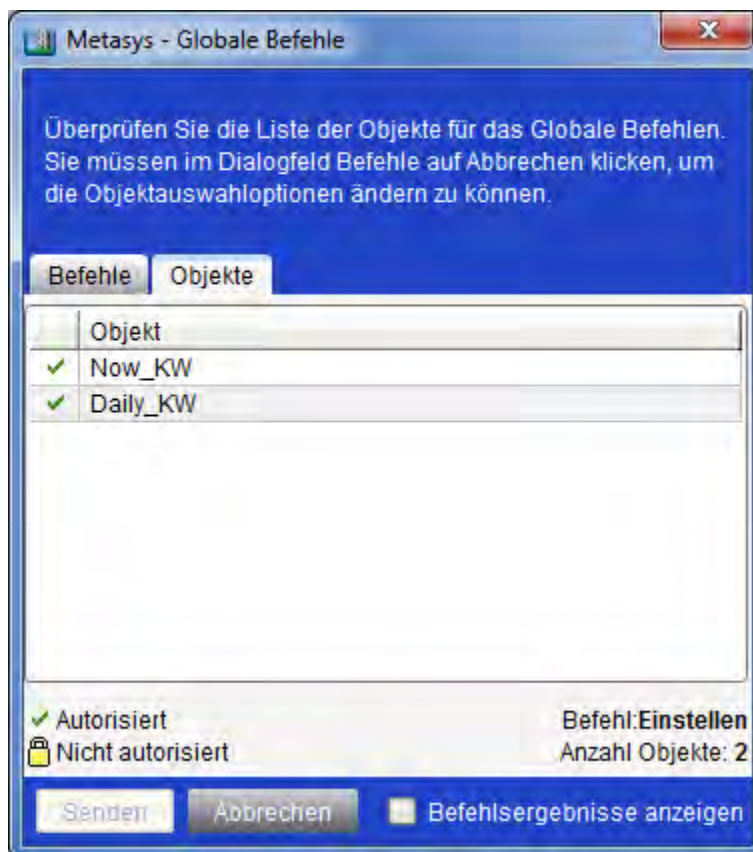 Metasys - Globale Befehle
Überprüfen Sie die Liste der Objekte für das Globale Befehlen.
Sie müssen im Dialogfeld Befehle auf Abbrechen klicken, um
die Objektauswahloptionen ändern zu können.
Befehle Objekte
Objekt
Now_KW
Daily_KW
Autorisiert Befehl:Einstellen
Nicht autorisiert Anzahl Objekte: 2
Senden Abbrechen Befehlsergebnisse anzeigen